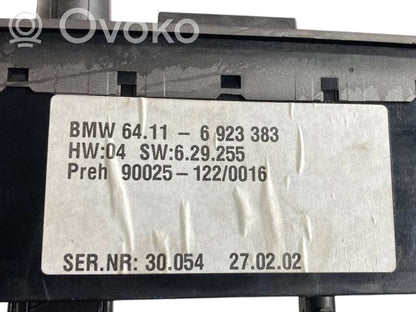 OVOKO
BMW 64.11 - 6 923 383
HW:04 SW:6.29.255
Preh 90025-122/0016
SER.NR: 30.054 27.02.02